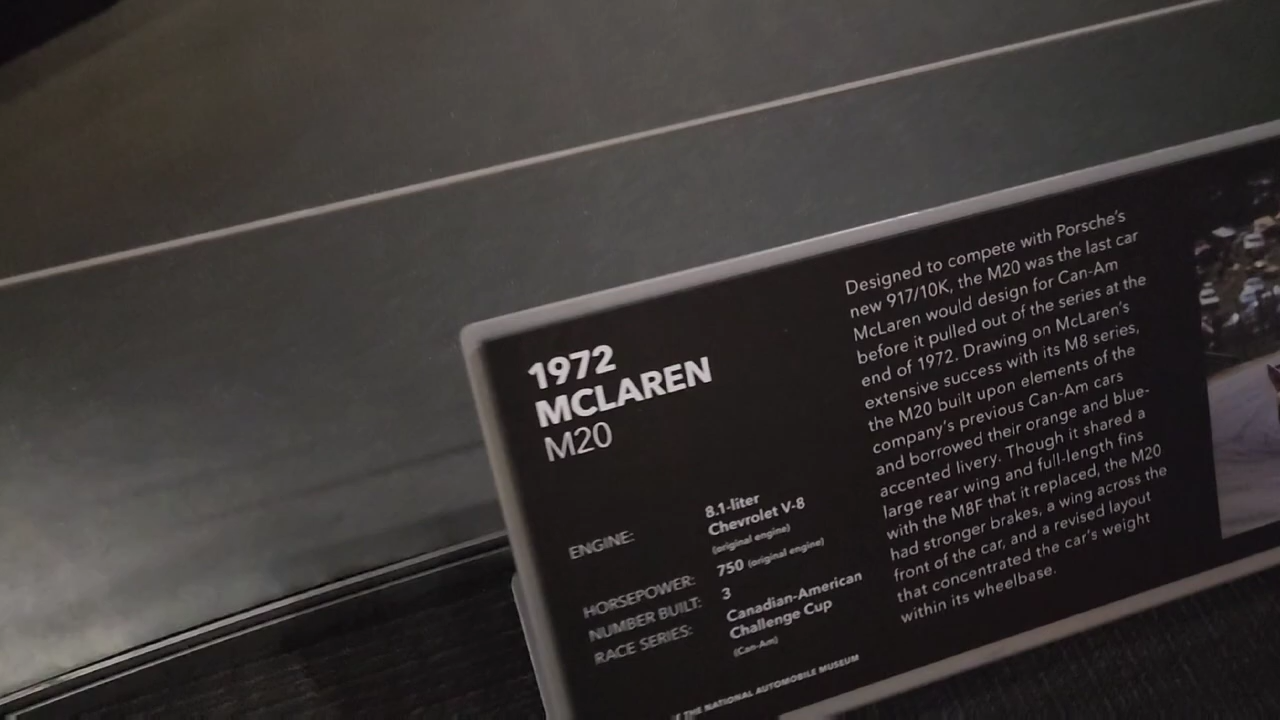 1972
MCLAREN
M20
ENGINE:
8.1-liter
Chevrolet V-8
(original engine)
HORSEPOWER:
750 (original engine)
NUMBER BUILT:
3
RACE SERIES:
Canadian-American
Challenge Cup
(Can-Am)
THE NATIONAL AUTOMOBILE MUSEUM
Designed to compete with Porsche's
new 917/10K, the M20 was the last car
McLaren would design for Can-Am
before it pulled out of the series at the
end of 1972. Drawing on McLaren's
extensive success with its M8 series,
the M20 built upon elements of the
company's previous Can-Am cars
and borrowed their orange and blue-
accented livery. Though it shared a
large rear wing and full-length fins
with the M8F that it replaced, the M20
had stronger brakes, a wing across the
front of the car, and a revised layout
that concentrated the car's weight
within its wheelbase.